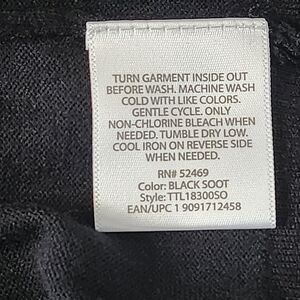 TURN GARMENT INSIDE OUT
BEFORE WASH. MACHINE WASH
COLD WITH LIKE COLORS.
GENTLE CYCLE. ONLY
NON-CHLORINE BLEACH WHEN
NEEDED. TUMBLE DRY LOW.
COOL IRON ON REVERSE SIDE
WHEN NEEDED.
RN# 52469
Color: BLACK SOOT
Style: TTL18300SO
EAN/UPC 1 9091712458